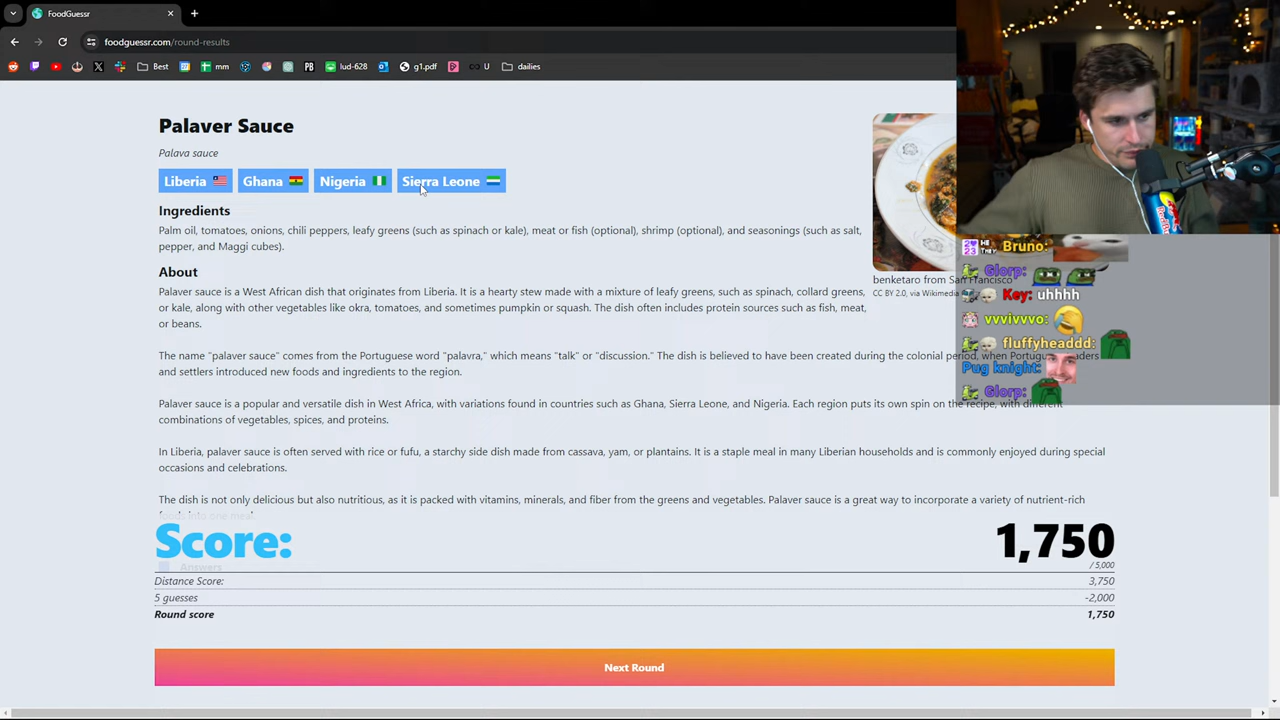 FoodGuessr
foodguessr.com/round-results
Best
mm
PB
lud-628
g1.pdf
U
dailies
Palaver Sauce
Palava sauce
Liberia
Ghana
Nigeria
Sierra Leone
Ingredients
Palm oil, tomatoes, onions, chili peppers, leafy greens (such as spinach or kale), meat or fish (optional), shrimp (optional), and seasonings (such as salt,
pepper, and Maggi cubes).
About
Palaver sauce is a West African dish that originates from Liberia. It is a hearty stew made with a mixture of leafy greens, such as spinach, collard greens,
or kale, along with other vegetables like okra, tomatoes, and sometimes pumpkin or squash. The dish often includes protein sources such as fish, meat,
or beans.
The name "palaver sauce" comes from the Portuguese word "palavra," which means "talk" or "discussion." The dish is believed to have been created during the colonial period, when
and settlers introduced new foods and ingredients to the region.
Palaver sauce is a popular in West Africa, with variations found in countries such as Ghana, Sierra Leone, and Nigeria. Each region puts its own spin on the recipe, with different
combinations of vegetables, spices, and proteins.
In Liberia, palaver sauce is often served with rice or fufu, a starchy side dish made from cassava, yam, or plantains. It is a staple meal in many Liberian households and is commonly enjoyed during special
occasions and celebrations.
The dish is not only delicious but also nutritious, as it is packed with vitamins, minerals, and fiber from the greens and vegetables. Palaver sauce is a great way to incorporate a variety of nutrient-rich
foods into one meal.
benketaro from San Francisco
CC BY 2.0, via Wikimedia
Bruno:
Glorp:
Key: uhhhh
vvvivvvo:
fluffyheaddd:
Pug knight:
Glorp:
Score:
1,750
/ 5,000
Answers
Distance Score:
3,750
5 guesses
-2,000
Round score
1,750
Next Round